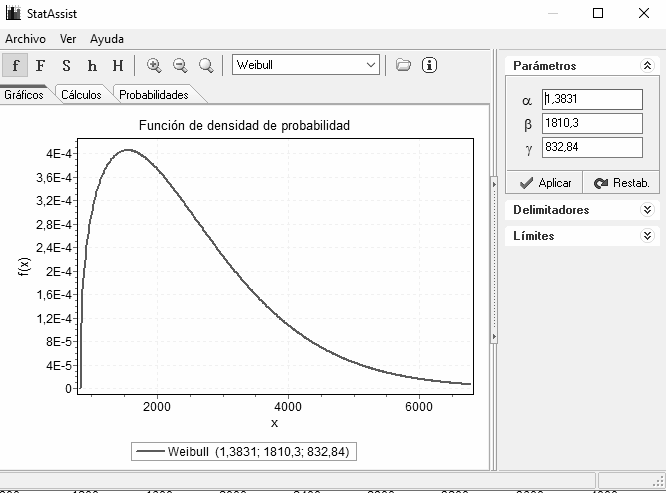 StatAssist
Archivo Ver Ayuda
f F S h H Weibull
Gráficos Cálculos Probabilidades
Función de densidad de probabilidad
4E-4
3,6E-4
3,2E-4
2,8E-4
2,4E-4
2E-4
1,6E-4
1,2E-4
8E-5
4E-5
0
f(x)
2000 4000 6000
x
Weibull (1,3831; 1810,3; 832,84)
Parámetros
α 1,3831
β 1810,3
γ 832,84
Aplicar Restab.
Delimitadores
Límites